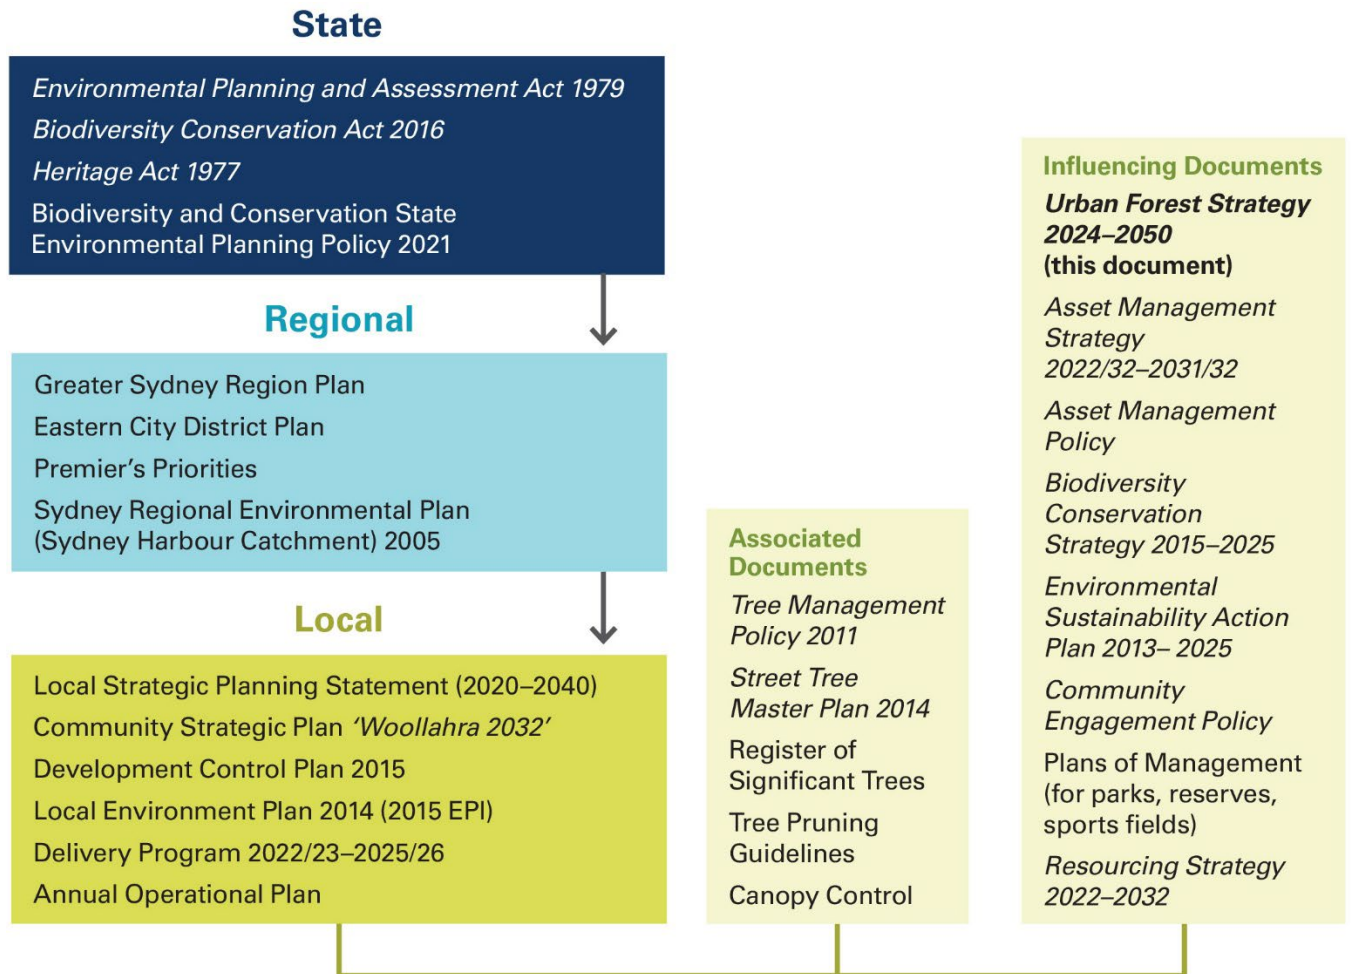 State
Environmental Planning and Assessment Act 1979
Biodiversity Conservation Act 2016
Heritage Act 1977
Biodiversity and Conservation State
Environmental Planning Policy 2021
Regional
Greater Sydney Region Plan
Eastern City District Plan
Premier’s Priorities
Sydney Regional Environmental Plan
(Sydney Harbour Catchment) 2005
Local
Local Strategic Planning Statement (2020–2040)
Community Strategic Plan ‘Woollahra 2032’
Development Control Plan 2015
Local Environment Plan 2014 (2015 EPI)
Delivery Program 2022/23–2025/26
Annual Operational Plan
Associated
Documents
Tree Management
Policy 2011
Street Tree
Master Plan 2014
Register of
Significant Trees
Tree Pruning
Guidelines
Canopy Control
Influencing Documents
Urban Forest Strategy
2024–2050
(this document)
Asset Management
Strategy
2022/32–2031/32
Asset Management
Policy
Biodiversity
Conservation
Strategy 2015–2025
Environmental
Sustainability Action
Plan 2013– 2025
Community
Engagement Policy
Plans of Management
(for parks, reserves,
sports fields)
Resourcing Strategy
2022–2032